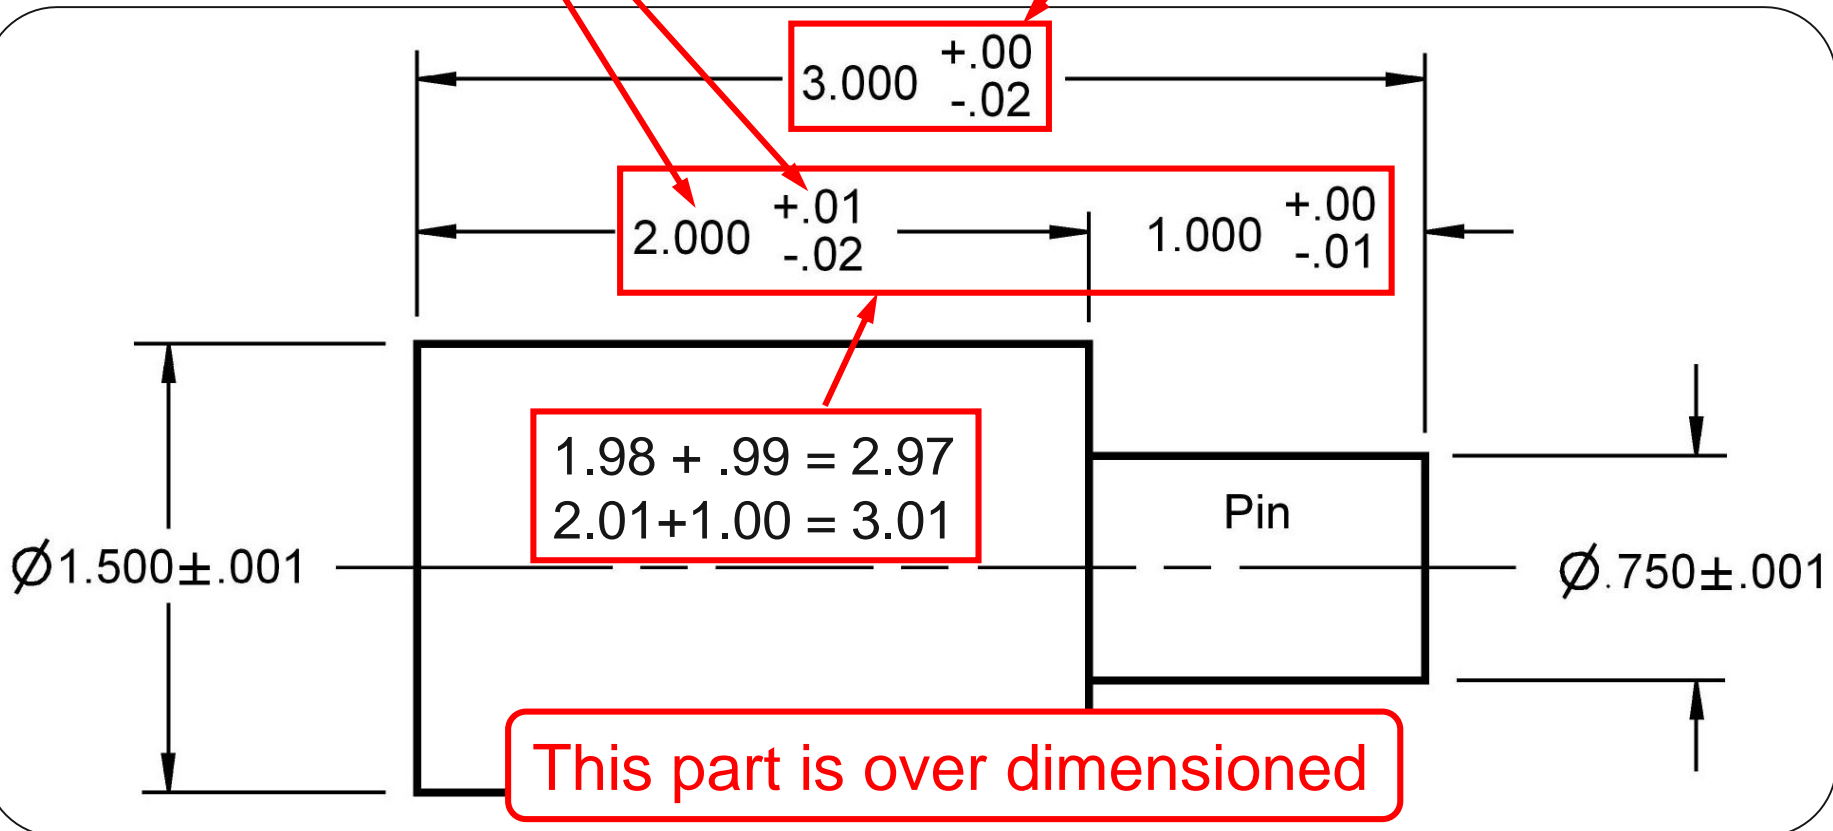 3.000 +.00
-.02
2.000 +.01
-.02
1.000 +.00
-.01
1.98 + .99 = 2.97
2.01+1.00 = 3.01
Pin
Ø1.500±.001
Ø.750±.001
This part is over dimensioned